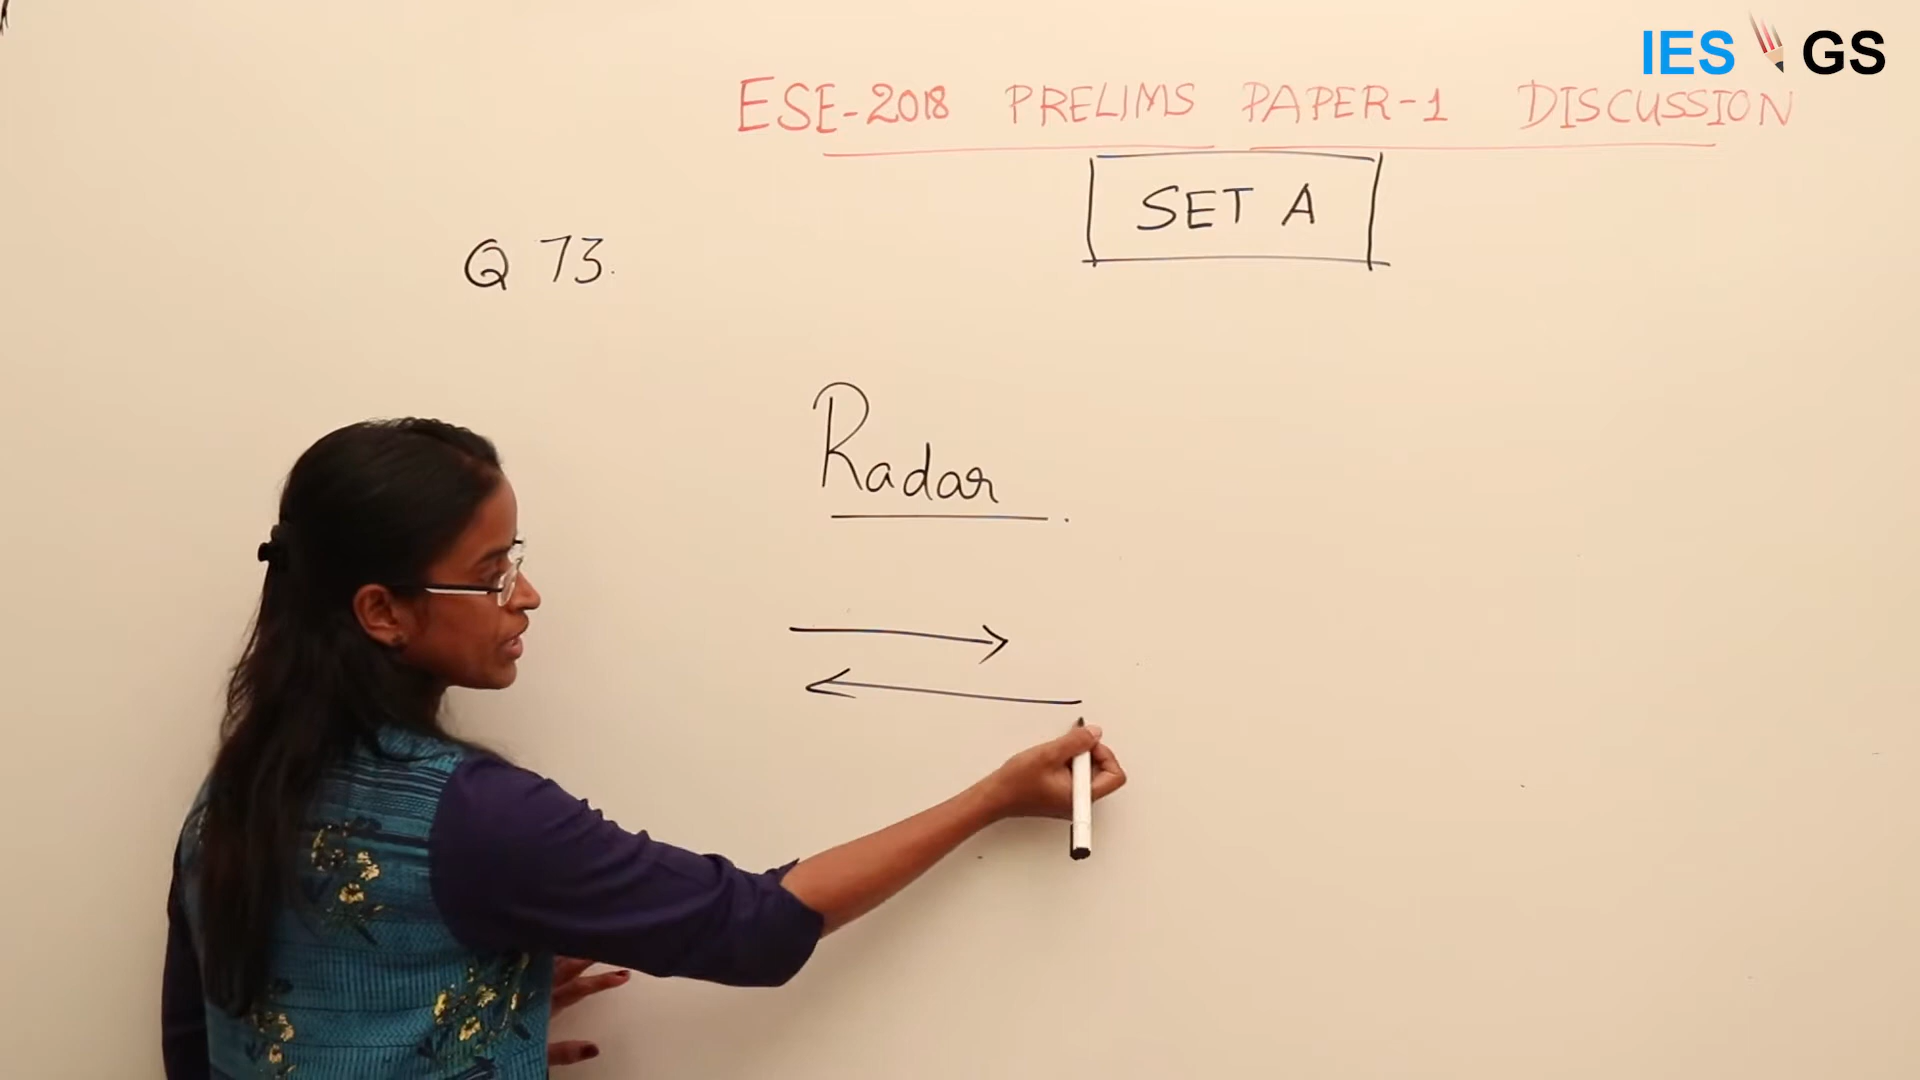 IES GS
ESE-2018 PRELIMS PAPER-1 DISCUSSION
SET A
Q 73.
Radar